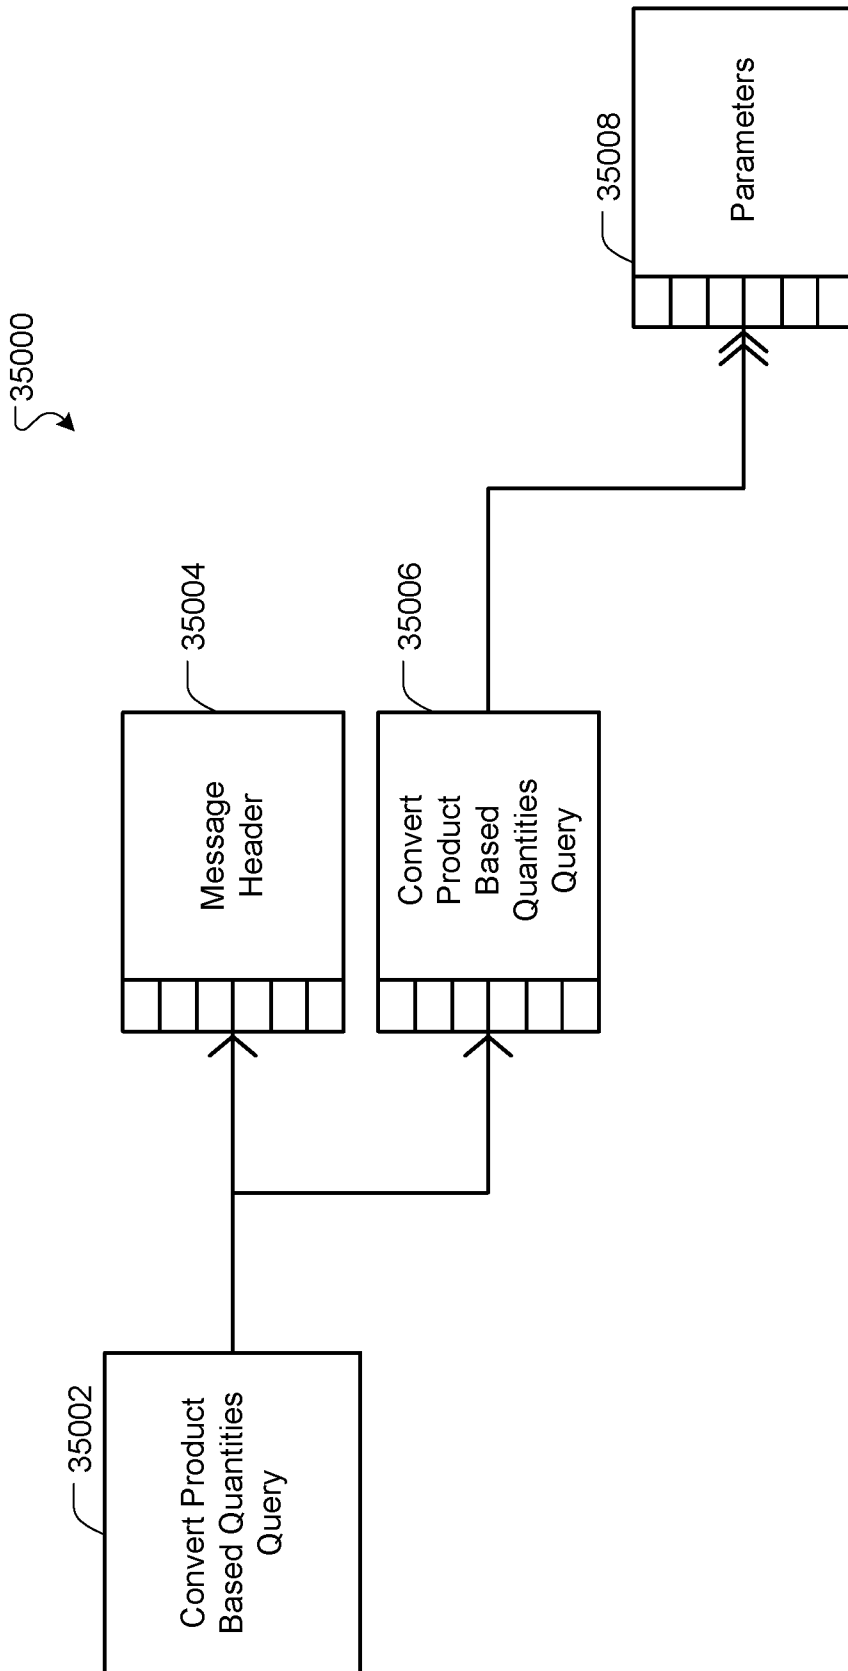 35000
35002
Convert Product
Based Quantities
Query
35004
Message
Header
35006
Convert
Product
Based
Quantities
Query
35008
Parameters